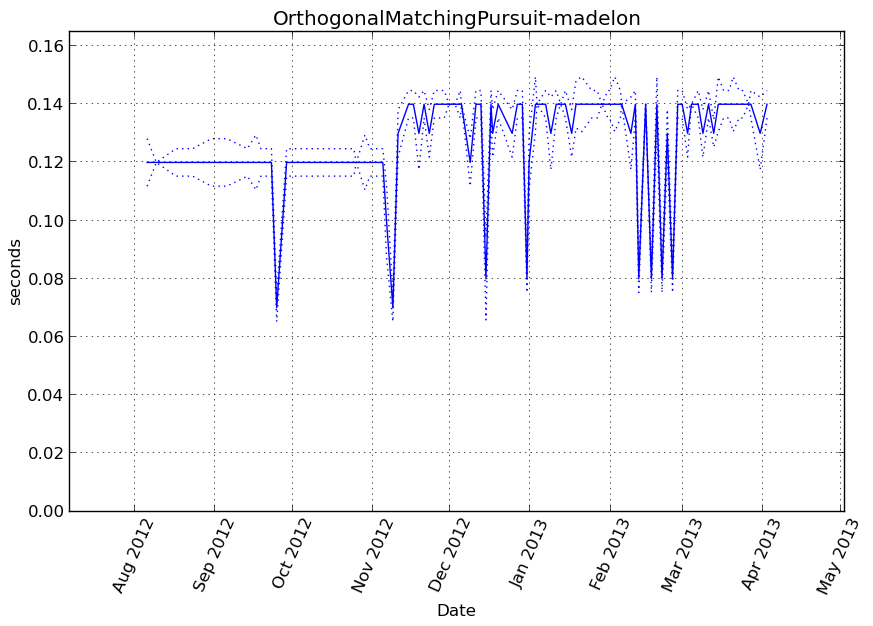 OrthogonalMatchingPursuit-madelon
0.16
0.14
0.12
0.10
0.08
0.06
0.04
0.02
0.00
seconds
Aug 2012
Sep 2012
Oct 2012
Nov 2012
Dec 2012
Jan 2013
Feb 2013
Mar 2013
Apr 2013
May 2013
Date